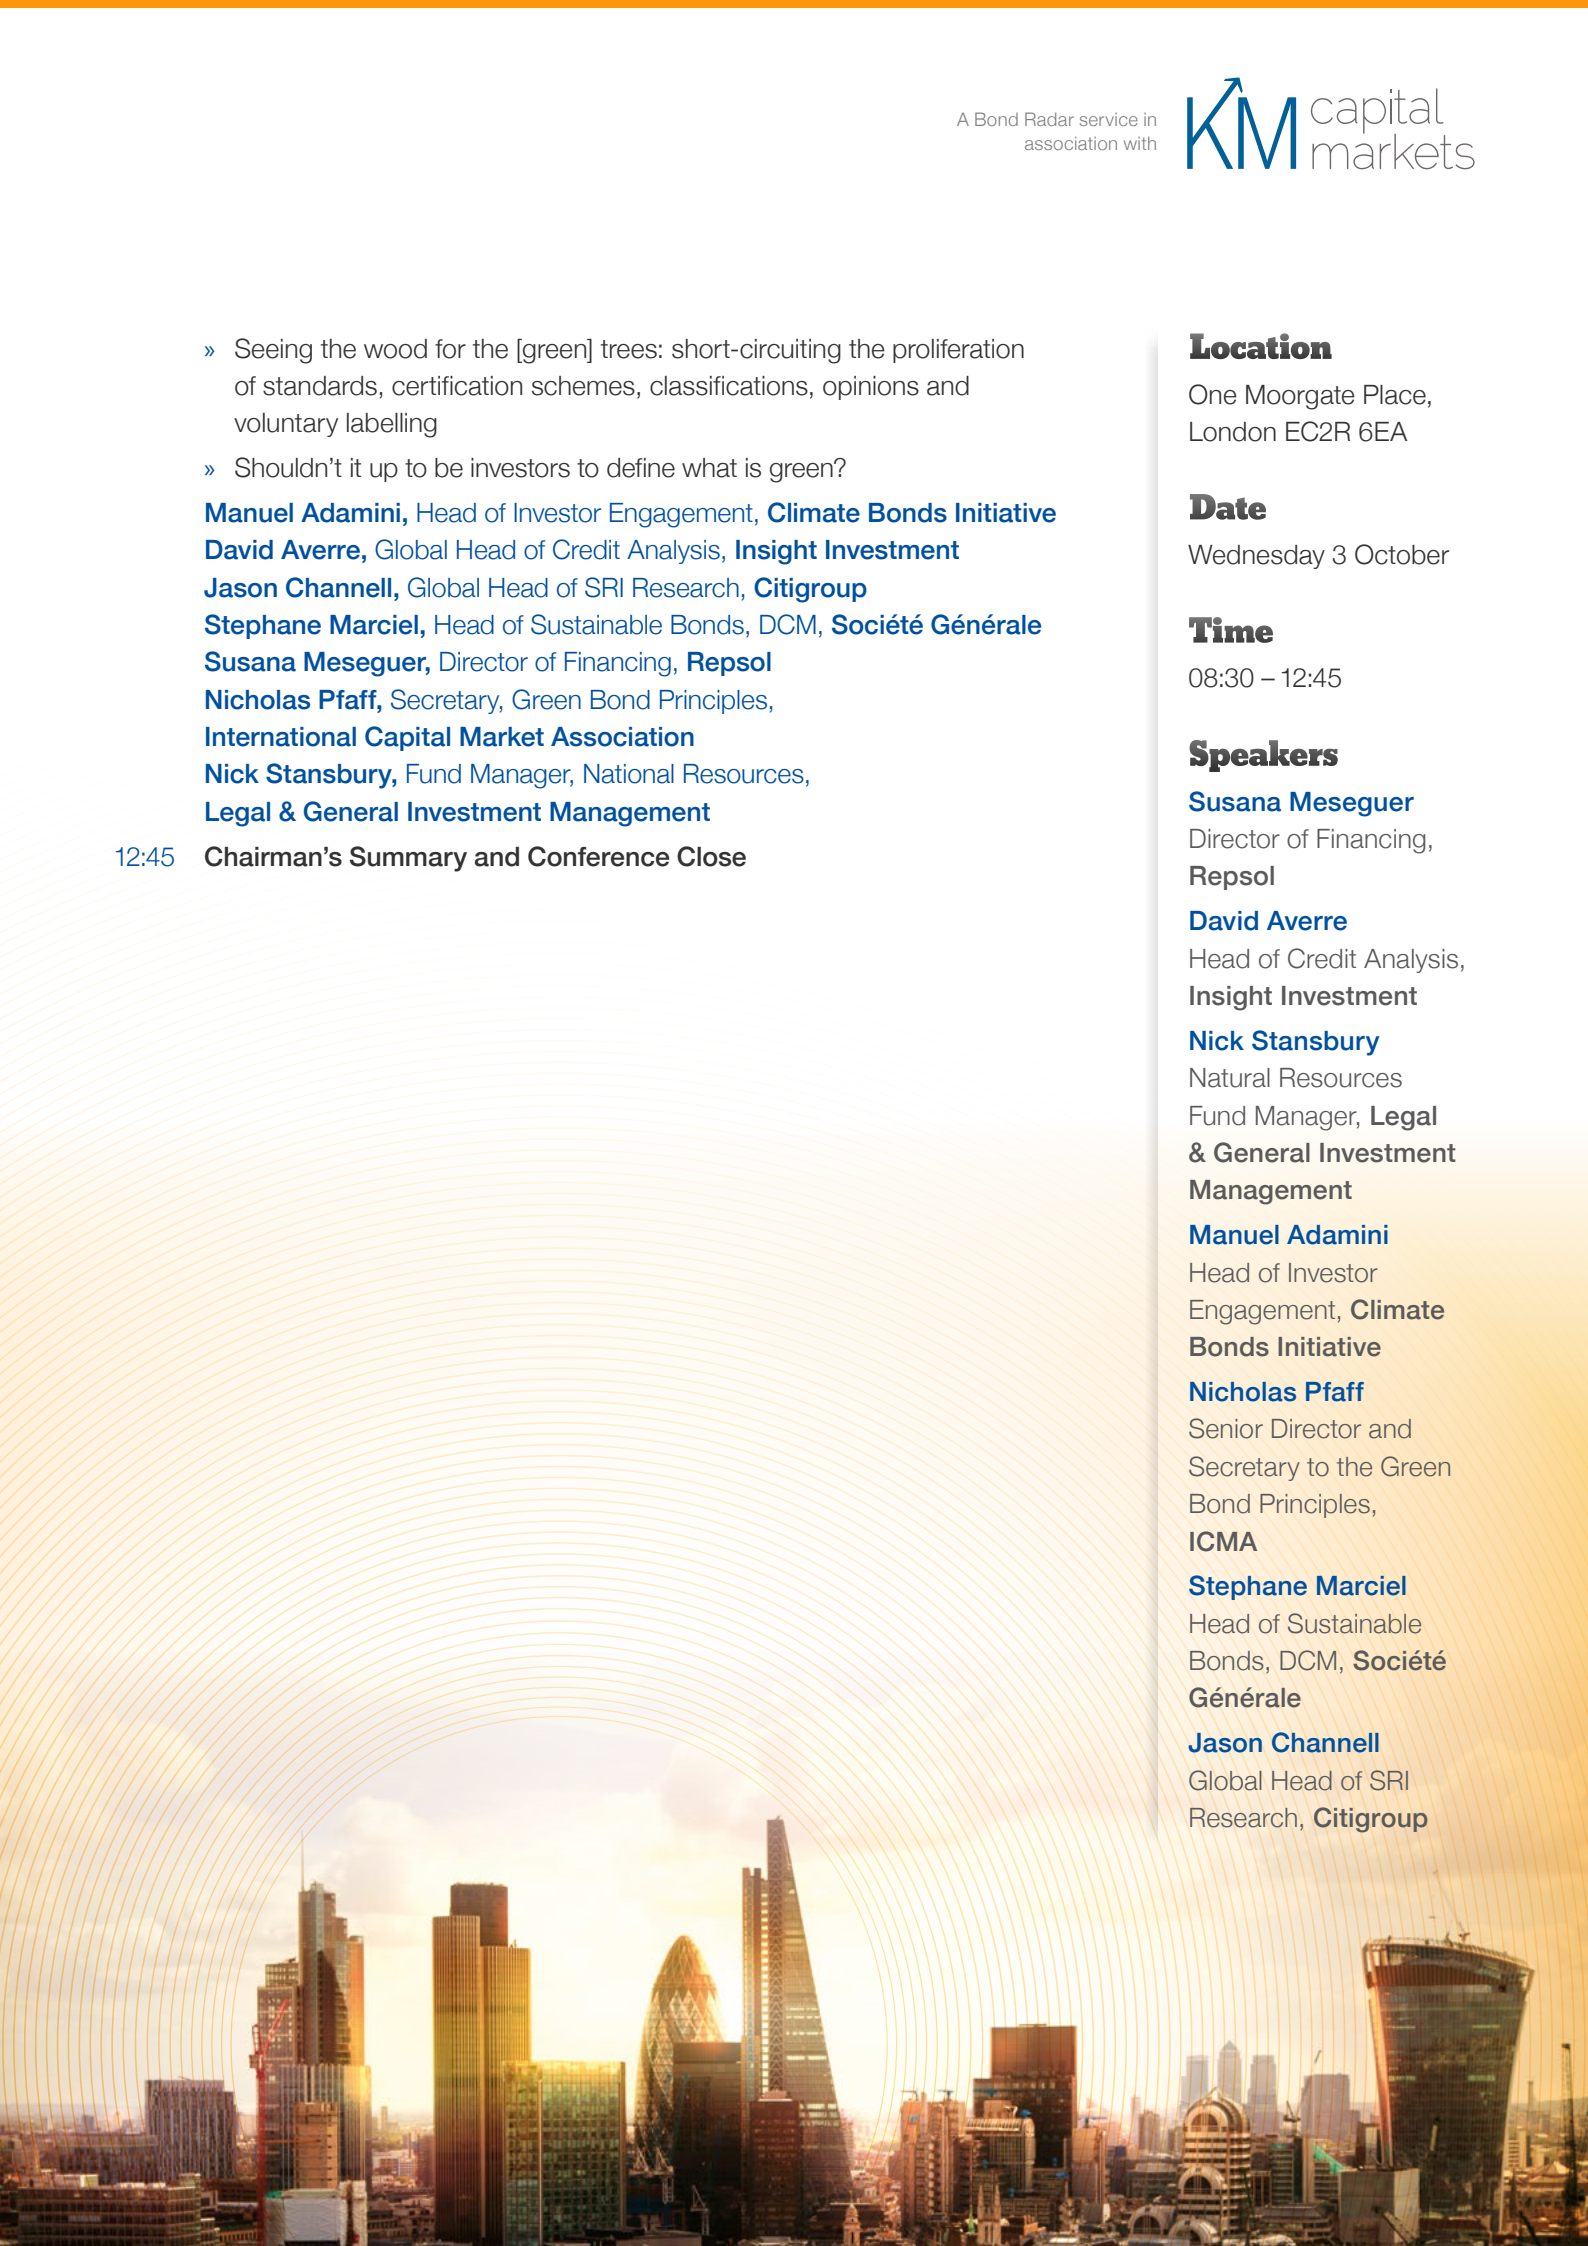 A Bond Radar service in
association with
KM capital
markets
» Seeing the wood for the [green] trees: short-circuiting the proliferation
of standards, certification schemes, classifications, opinions and
voluntary labelling
» Shouldn’t it up to be investors to define what is green?
Manuel Adamini, Head of Investor Engagement, Climate Bonds Initiative
David Averre, Global Head of Credit Analysis, Insight Investment
Jason Channell, Global Head of SRI Research, Citigroup
Stephane Marciel, Head of Sustainable Bonds, DCM, Société Générale
Susana Meseguer, Director of Financing, Repsol
Nicholas Pfaff, Secretary, Green Bond Principles,
International Capital Market Association
Nick Stansbury, Fund Manager, National Resources,
Legal & General Investment Management
12:45 Chairman’s Summary and Conference Close
Location
One Moorgate Place,
London EC2R 6EA
Date
Wednesday 3 October
Time
08:30 – 12:45
Speakers
Susana Meseguer
Director of Financing,
Repsol
David Averre
Head of Credit Analysis,
Insight Investment
Nick Stansbury
Natural Resources
Fund Manager, Legal
& General Investment
Management
Manuel Adamini
Head of Investor
Engagement, Climate
Bonds Initiative
Nicholas Pfaff
Senior Director and
Secretary to the Green
Bond Principles,
ICMA
Stephane Marciel
Head of Sustainable
Bonds, DCM, Société
Générale
Jason Channell
Global Head of SRI
Research, Citigroup